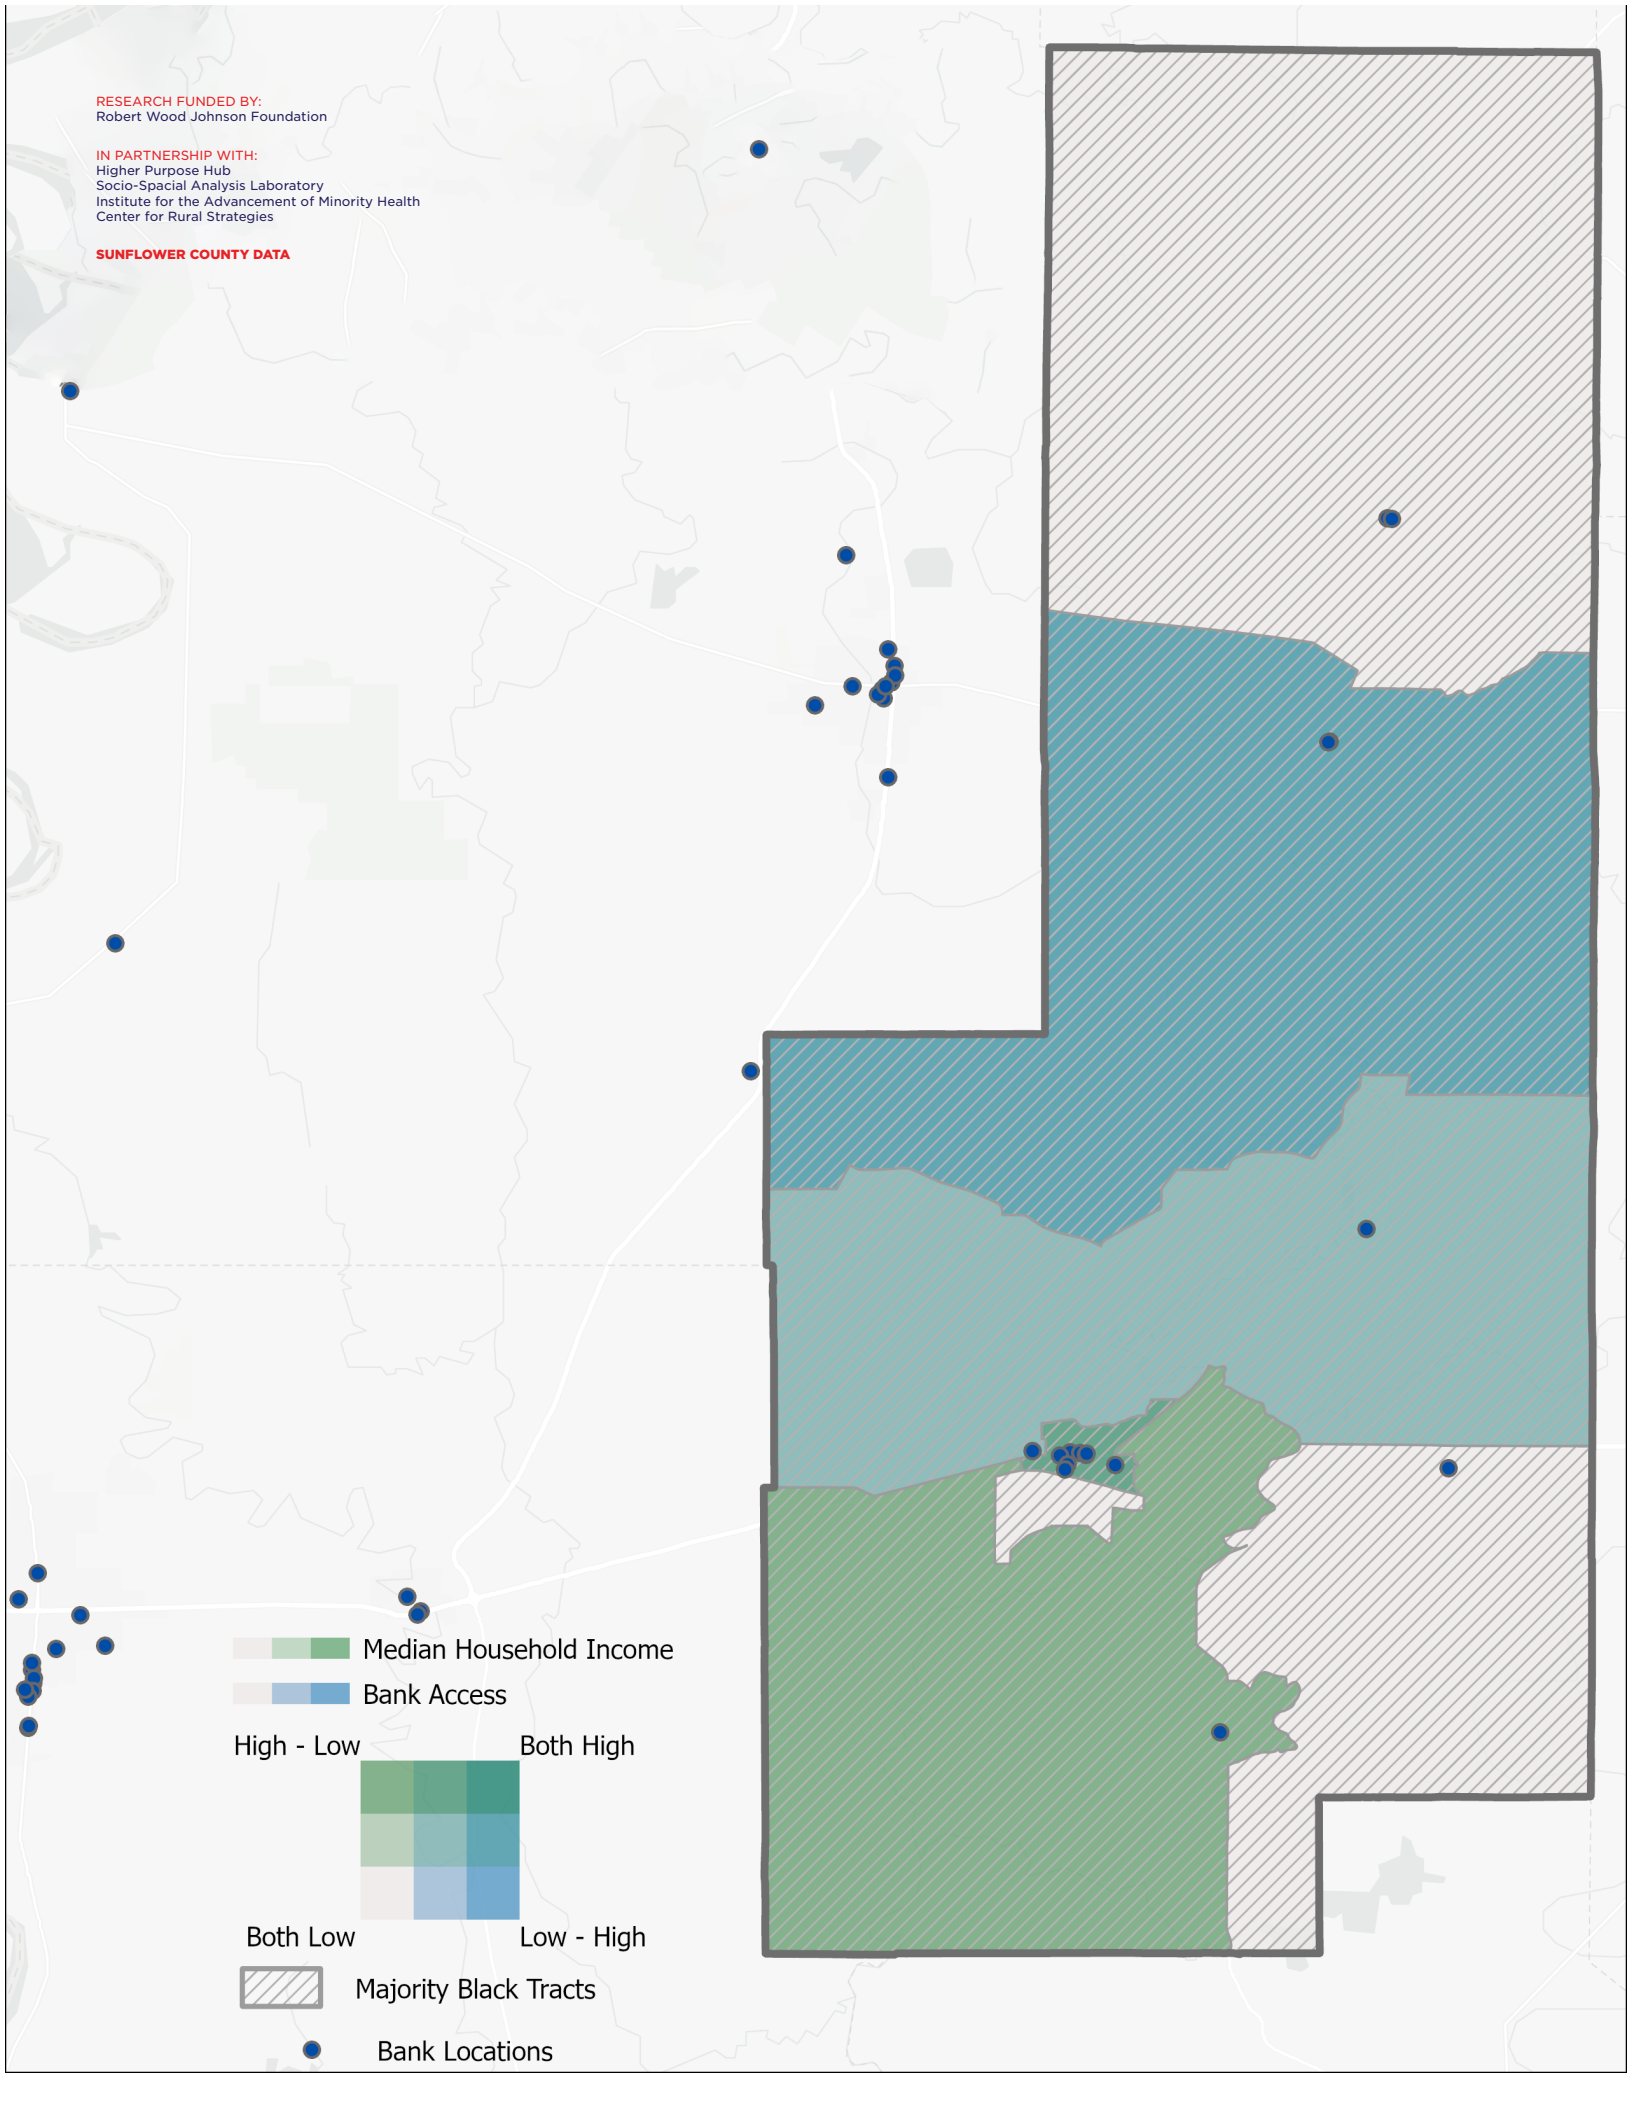 RESEARCH FUNDED BY:
Robert Wood Johnson Foundation
IN PARTNERSHIP WITH:
Higher Purpose Hub
Socio-Spacial Analysis Laboratory
Institute for the Advancement of Minority Health
Center for Rural Strategies
SUNFLOWER COUNTY DATA
Median Household Income
Bank Access
High - Low
Both High
Both Low
Low - High
Majority Black Tracts
Bank Locations